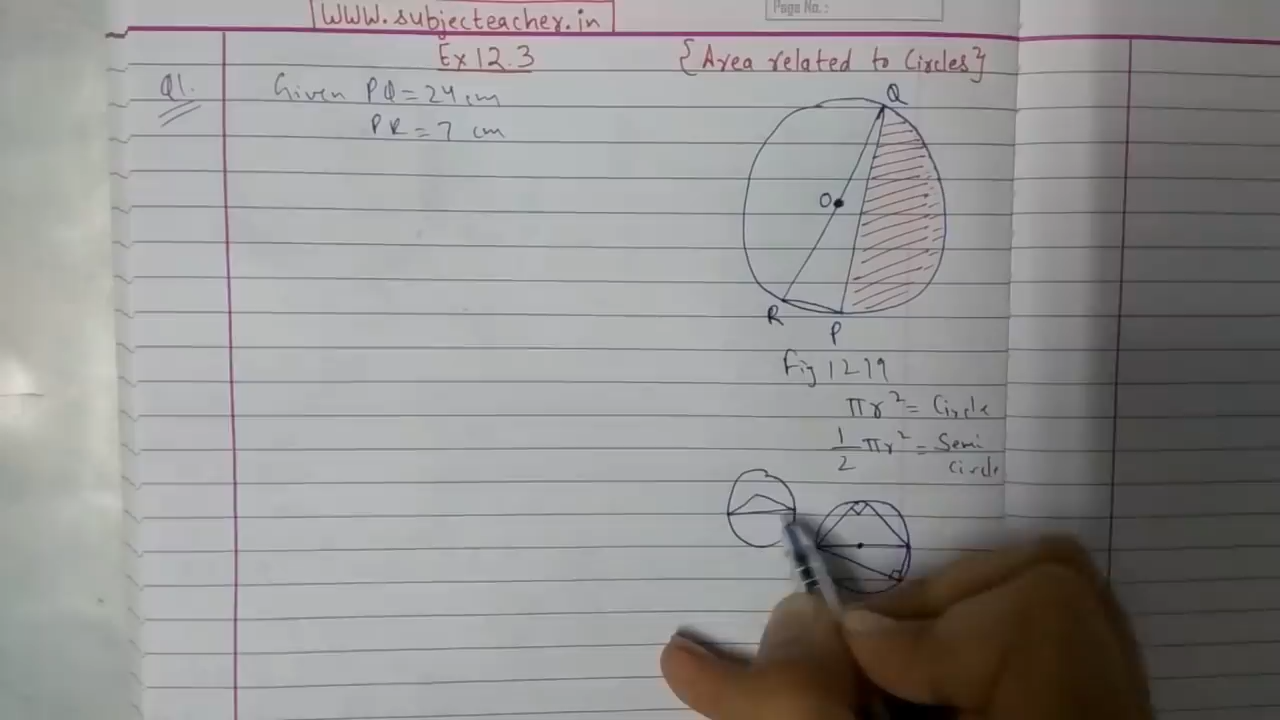 WWW.subjecteacher.in
Page No.:
Ex 12.3
{Area related to Circles}
Q1.
Given PQ = 24 cm
PR = 7 cm
Q
O
R
P
Fig 12 19
πr² = Circle
1/2 πr² = Semi circle